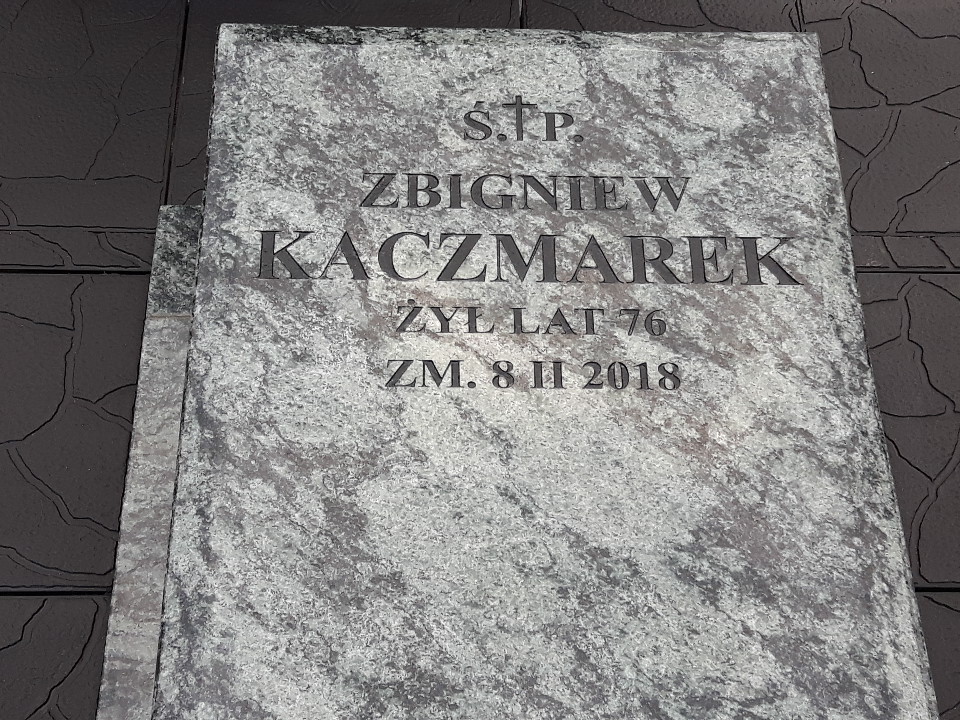 Ś.†P.
ZBIGNIEW
KACZMAREK
ŻYŁ LAT 76
ZM. 8 II 2018